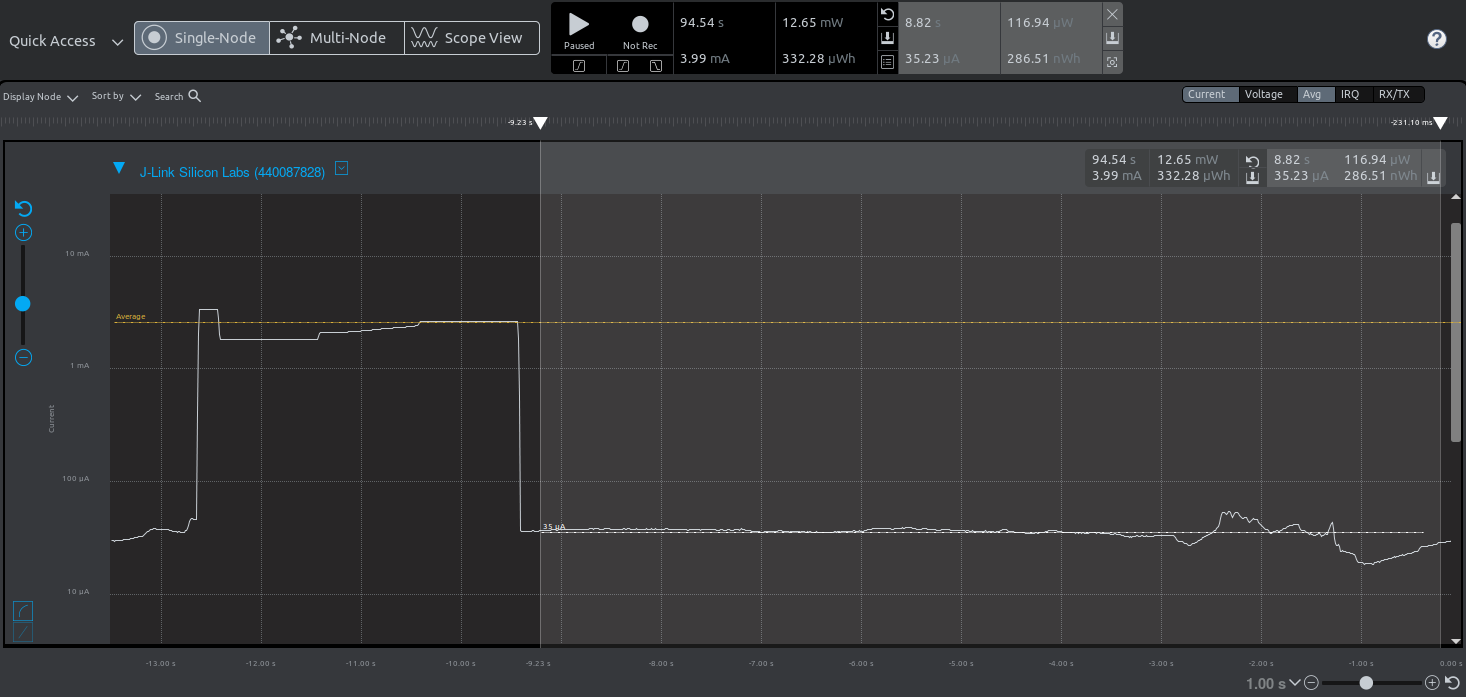 Quick Access
Single-Node
Multi-Node
Scope View
Paused
Not Rec
94.54 s
3.99 mA
12.65 mW
332.28 µWh
8.82 s
35.23 µA
116.94 µW
286.51 nWh
?
Display Node
Sort by
Search
Current Voltage Avg IRQ RX/TX
-9.23 s
-231.10 ms
J-Link Silicon Labs (440087828)
94.54 s 12.65 mW
3.99 mA 332.28 µWh
8.82 s 116.94 µW
35.23 µA 286.51 nWh
10 mA
Average
1 mA
Current
100 µA
35 µA
10 µA
-13.00 s -12.00 s -11.00 s -10.00 s -9.23 s -8.00 s -7.00 s -6.00 s -5.00 s -4.00 s -3.00 s -2.00 s -1.00 s 0.00 s
1.00 s